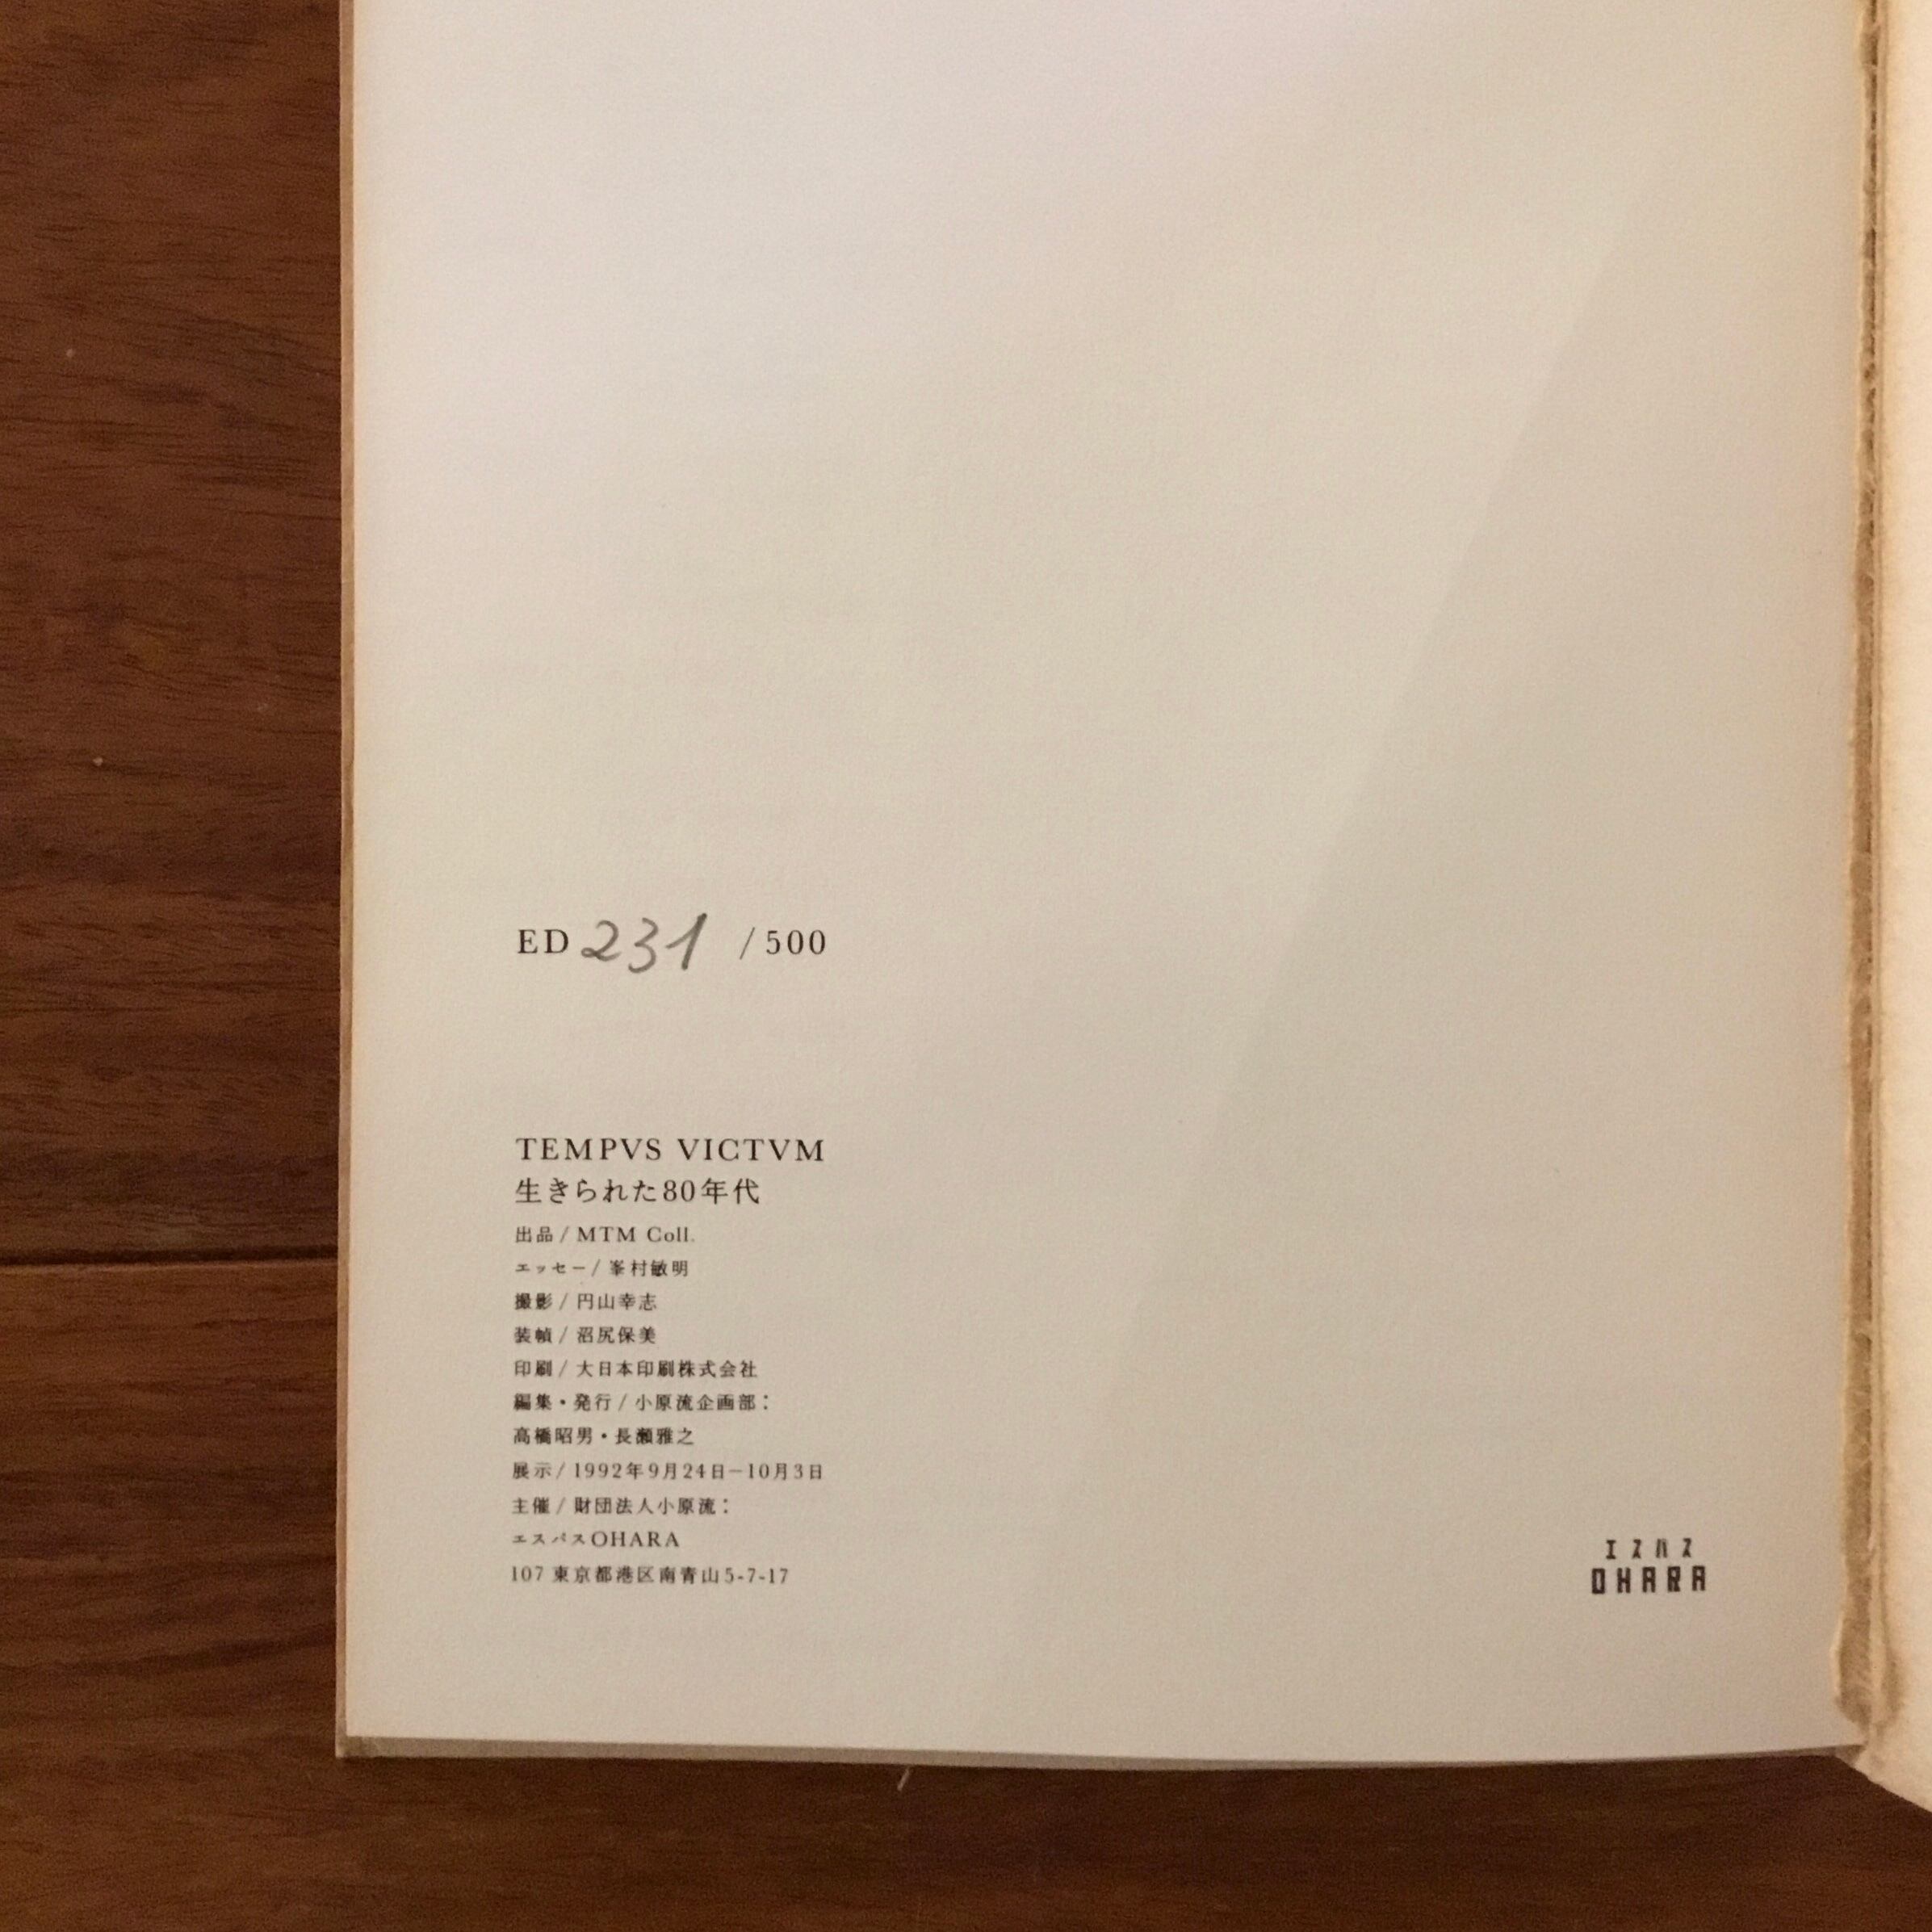 ED 231 /500
TEMPVS VICTVM
生きられた80年代
出品/MTM Coll.
エッセー/峯村敏明
撮影/円山幸志
装幀/沼尻保美
印刷/大日本印刷株式会社
編集・発行/小原流企画部：
高橋昭男・長瀬雅之
展示/1992年9月24日−10月3日
主催/財団法人小原流：
エスパスOHARA
107 東京都港区南青山5-7-17
エスパス
OHARA